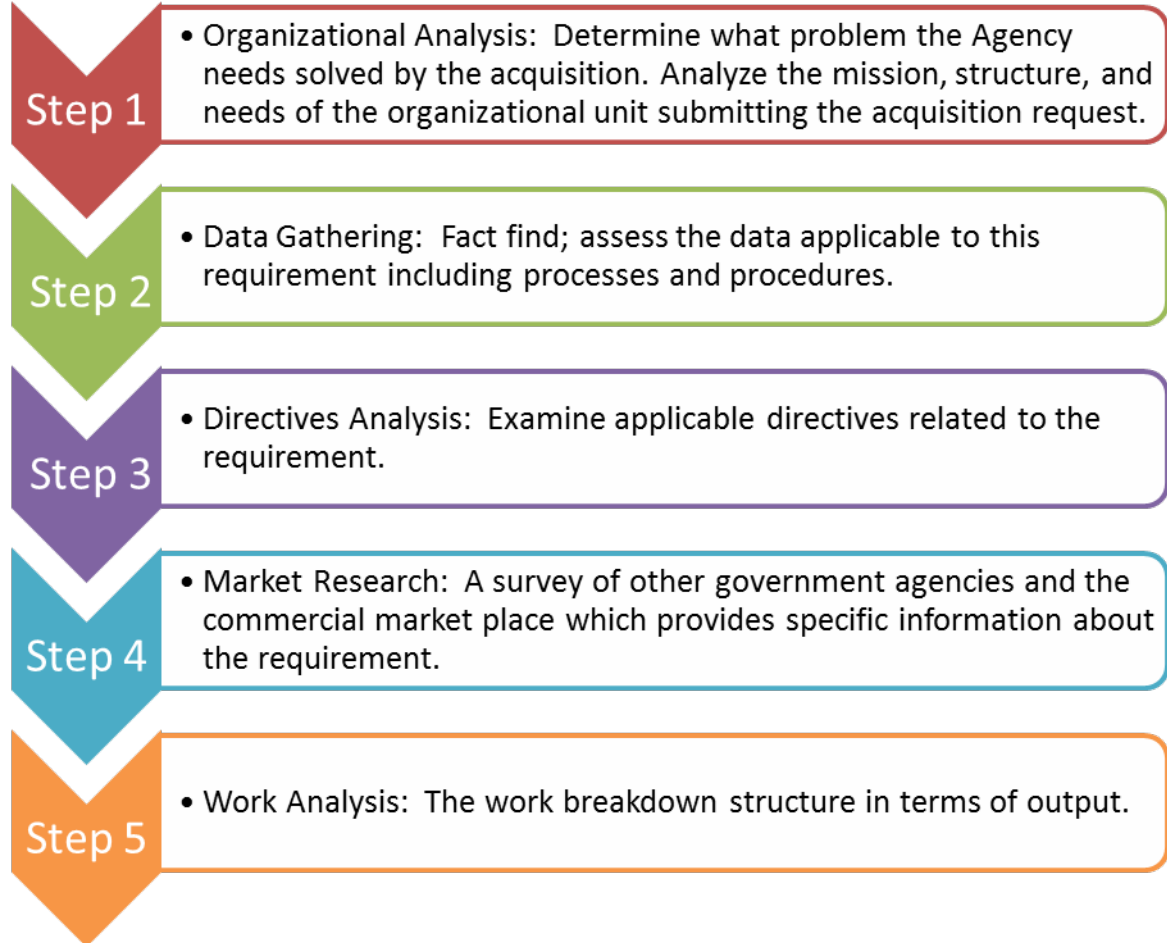 Step 1
• Organizational Analysis:  Determine what problem the Agency
needs solved by the acquisition. Analyze the mission, structure, and
needs of the organizational unit submitting the acquisition request.
Step 2
• Data Gathering:  Fact find; assess the data applicable to this
requirement including processes and procedures.
Step 3
• Directives Analysis:  Examine applicable directives related to the
requirement.
Step 4
• Market Research:  A survey of other government agencies and the
commercial market place which provides specific information about
the requirement.
Step 5
• Work Analysis:  The work breakdown structure in terms of output.